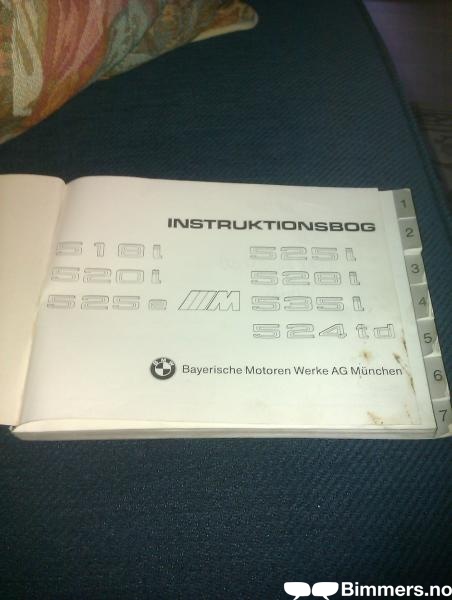 INSTRUKTIONSBOG
518i
520i
525e
M
525i
528i
535i
524td
BMW
Bayerische Motoren Werke AG München
1
2
3
4
5
6
7
Bimmers.no